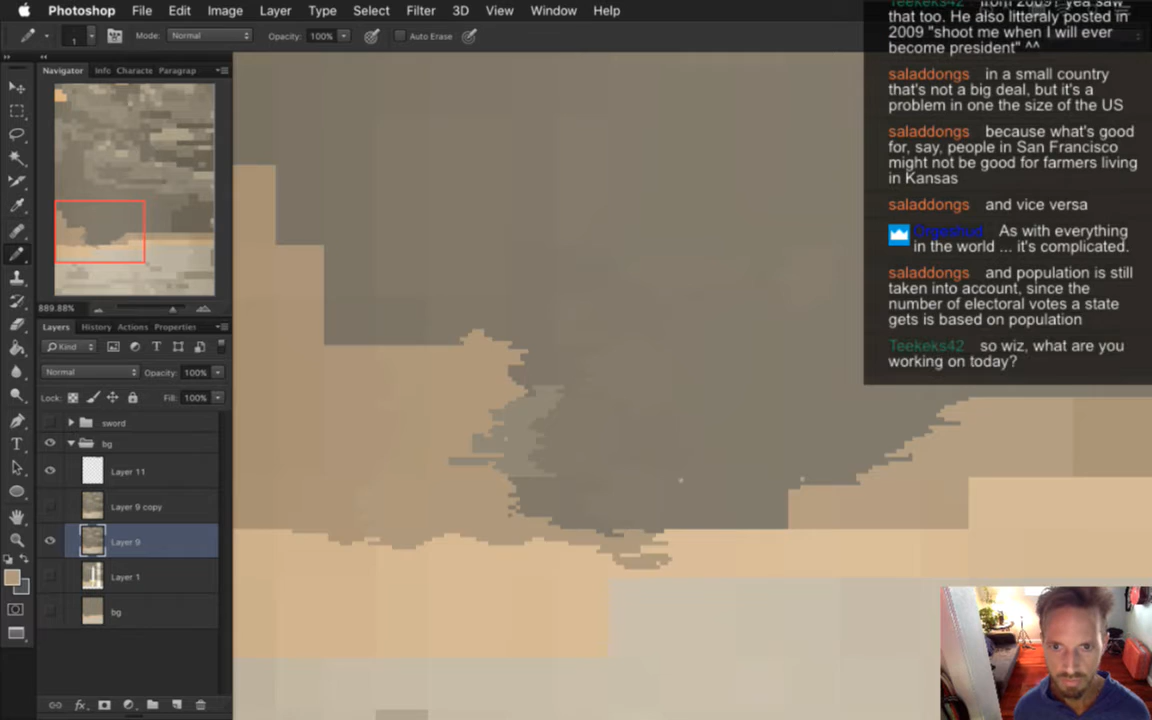 Photoshop File Edit Image Layer Type Select Filter 3D View Window Help
1 Mode: Normal Opacity: 100% Auto Erase
Navigator Info Characte Paragrap
889.88%
Layers History Actions Properties
Kind
Normal Opacity: 100%
Lock: Fill: 100%
sword
bg
Layer 11
Layer 9 copy
Layer 9
Layer 1
bg
that too. He also litteraly posted in
2009 "shoot me when I will ever
become president" ^^
saladdongs in a small country
that's not a big deal, but it's a
problem in one the size of the US
saladdongs because what's good
for, say, people in San Francisco
might not be good for farmers living
in Kansas
saladdongs and vice versa
As with everything
in the world ... it's complicated.
saladdongs and population is still
taken into account, since the
number of electoral votes a state
gets is based on population
Teekeks42 so wiz, what are you
working on today?